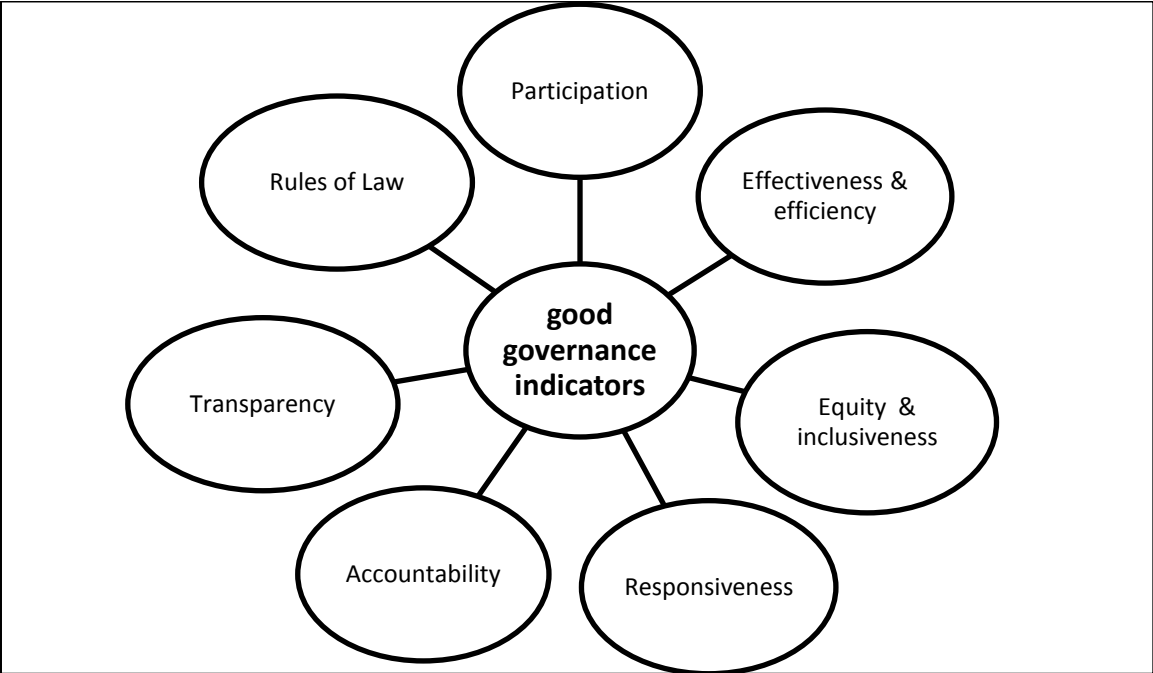 Participation
Effectiveness &
efficiency
Equity &
inclusiveness
Responsiveness
Accountability
Transparency
Rules of Law
good
governance
indicators